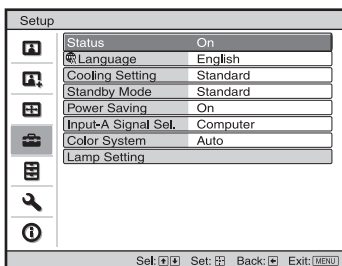 Setup
Status On
Language English
Cooling Setting Standard
Standby Mode Standard
Power Saving On
Input-A Signal Sel. Computer
Color System Auto
Lamp Setting
Sel: Set: Back: Exit: MENU